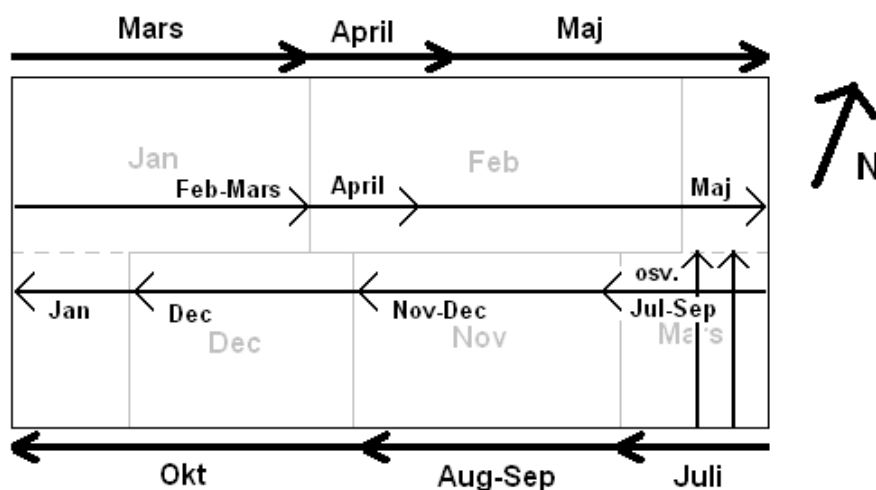 Mars April Maj
N
Jan Feb
Feb-Mars April Maj
osv.
Jan Dec Nov-Dec Jul-Sep
Dec Nov Mars
Okt Aug-Sep Juli